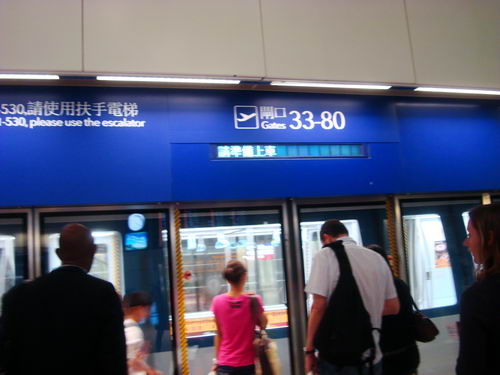 -530,請使用扶手電梯
-530, please use the escalator
閘口
Gates 33-80
請準備上車